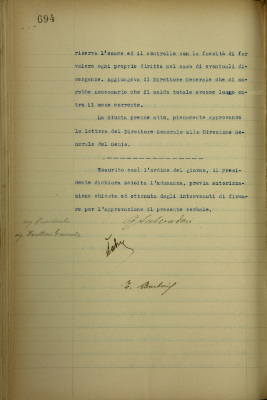 694
riserva l'esame ed il controllo con la facoltà di far
valere ogni proprio diritto nel caso di eventuali di-
vergenze. Aggiungeva il Direttore Generale che si sa-
rebbe necessario che il saldo totale avesse luogo en-
tro il mese corrente.
La Giunta prende atto, pienamente approvando
la lettera del Direttore Generale alla Direzione Ge-
nerale del Genio.
Esaurito così l'ordine del giorno, il Presi-
dente dichiara sciolta l'adunanza, previa autorizza-
zione chiesta ed ottenuta dagli intervenuti di firma-
re per l'approvazione il presente verbale.